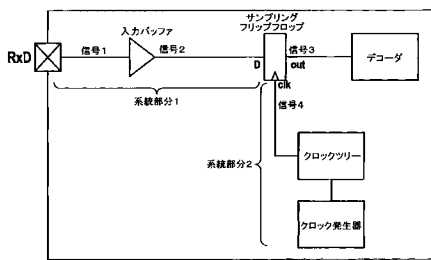 サンプリング
フリップフロップ
入力バッファ
RxD
信号1
信号2
信号3
デコーダ
D
out
clk
信号4
系統部分1
系統部分2
クロックツリー
クロック発生器